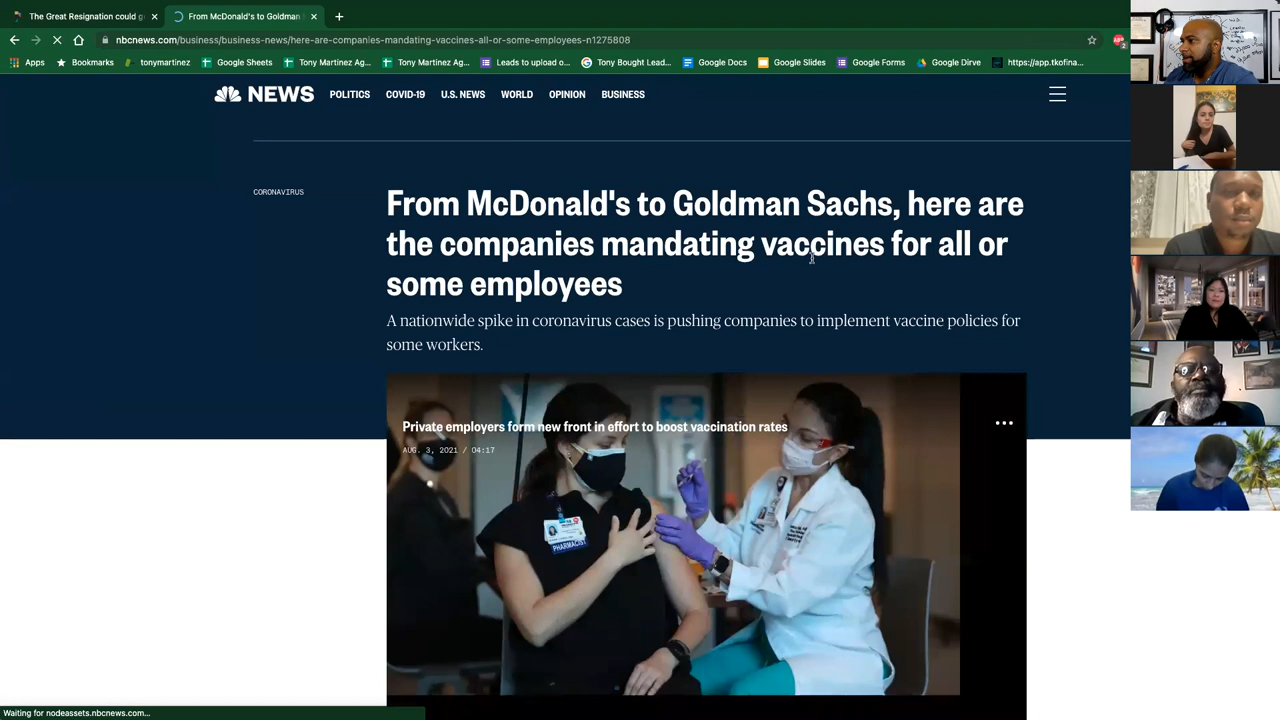 The Great Resignation could g
From McDonald's to Goldman S
nbcnews.com/business/business-news/here-are-companies-mandating-vaccines-all-or-some-employees-n1275808
Apps Bookmarks tonymartinez Google Sheets Tony Martinez Ag... Tony Martinez Ag... Leads to upload o... Tony Bought Lead... Google Docs Google Slides Google Forms Google Dirve https://app.tkofina...
NEWS POLITICS COVID-19 U.S. NEWS WORLD OPINION BUSINESS
CORONAVIRUS
From McDonald's to Goldman Sachs, here are
the companies mandating vaccines for all or
some employees
A nationwide spike in coronavirus cases is pushing companies to implement vaccine policies for
some workers.
Private employers form new front in effort to boost vaccination rates
AUG. 3, 2021 / 04:17
PHARMACIST
Waiting for nodeassets.nbcnews.com...